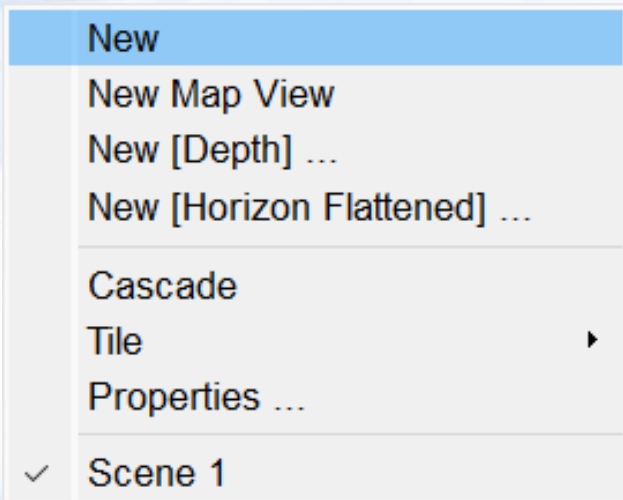 New
New Map View
New [Depth] ...
New [Horizon Flattened] ...
Cascade
Tile
Properties ...
Scene 1